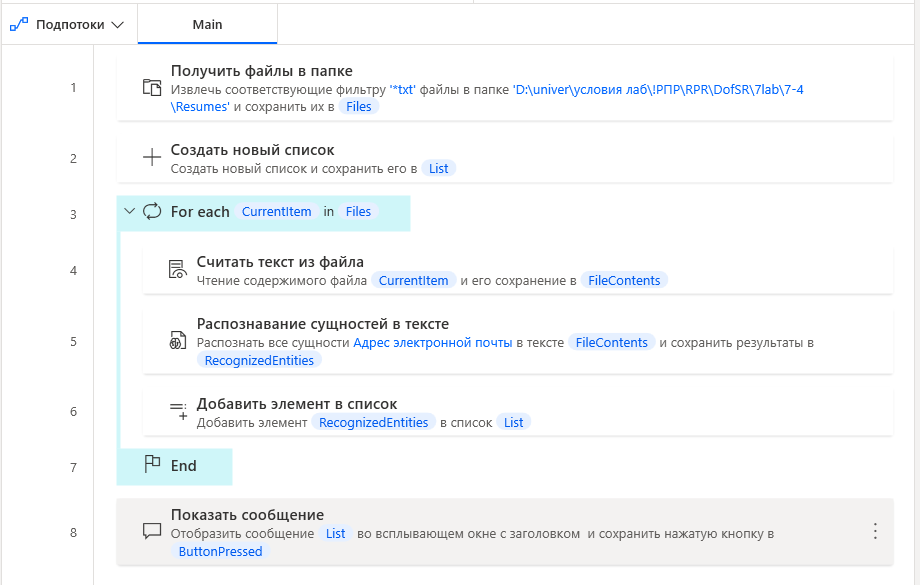 Подпотоки
Main
1
Получить файлы в папке
Извлечь соответствующие фильтру '*txt' файлы в папке 'D:\univer\условия лаб\!РПР\RPR\DofSR\7lab\7-4
\Resumes' и сохранить их в Files
2
Создать новый список
Создать новый список и сохранить его в List
3
For each CurrentItem in Files
4
Считать текст из файла
Чтение содержимого файла CurrentItem и его сохранение в FileContents
5
Распознавание сущностей в тексте
Распознать все сущности Адрес электронной почты в тексте FileContents и сохранить результаты в
RecognizedEntities
6
Добавить элемент в список
Добавить элемент RecognizedEntities в список List
7
End
8
Показать сообщение
Отобразить сообщение List во всплывающем окне с заголовком и сохранить нажатую кнопку в
ButtonPressed